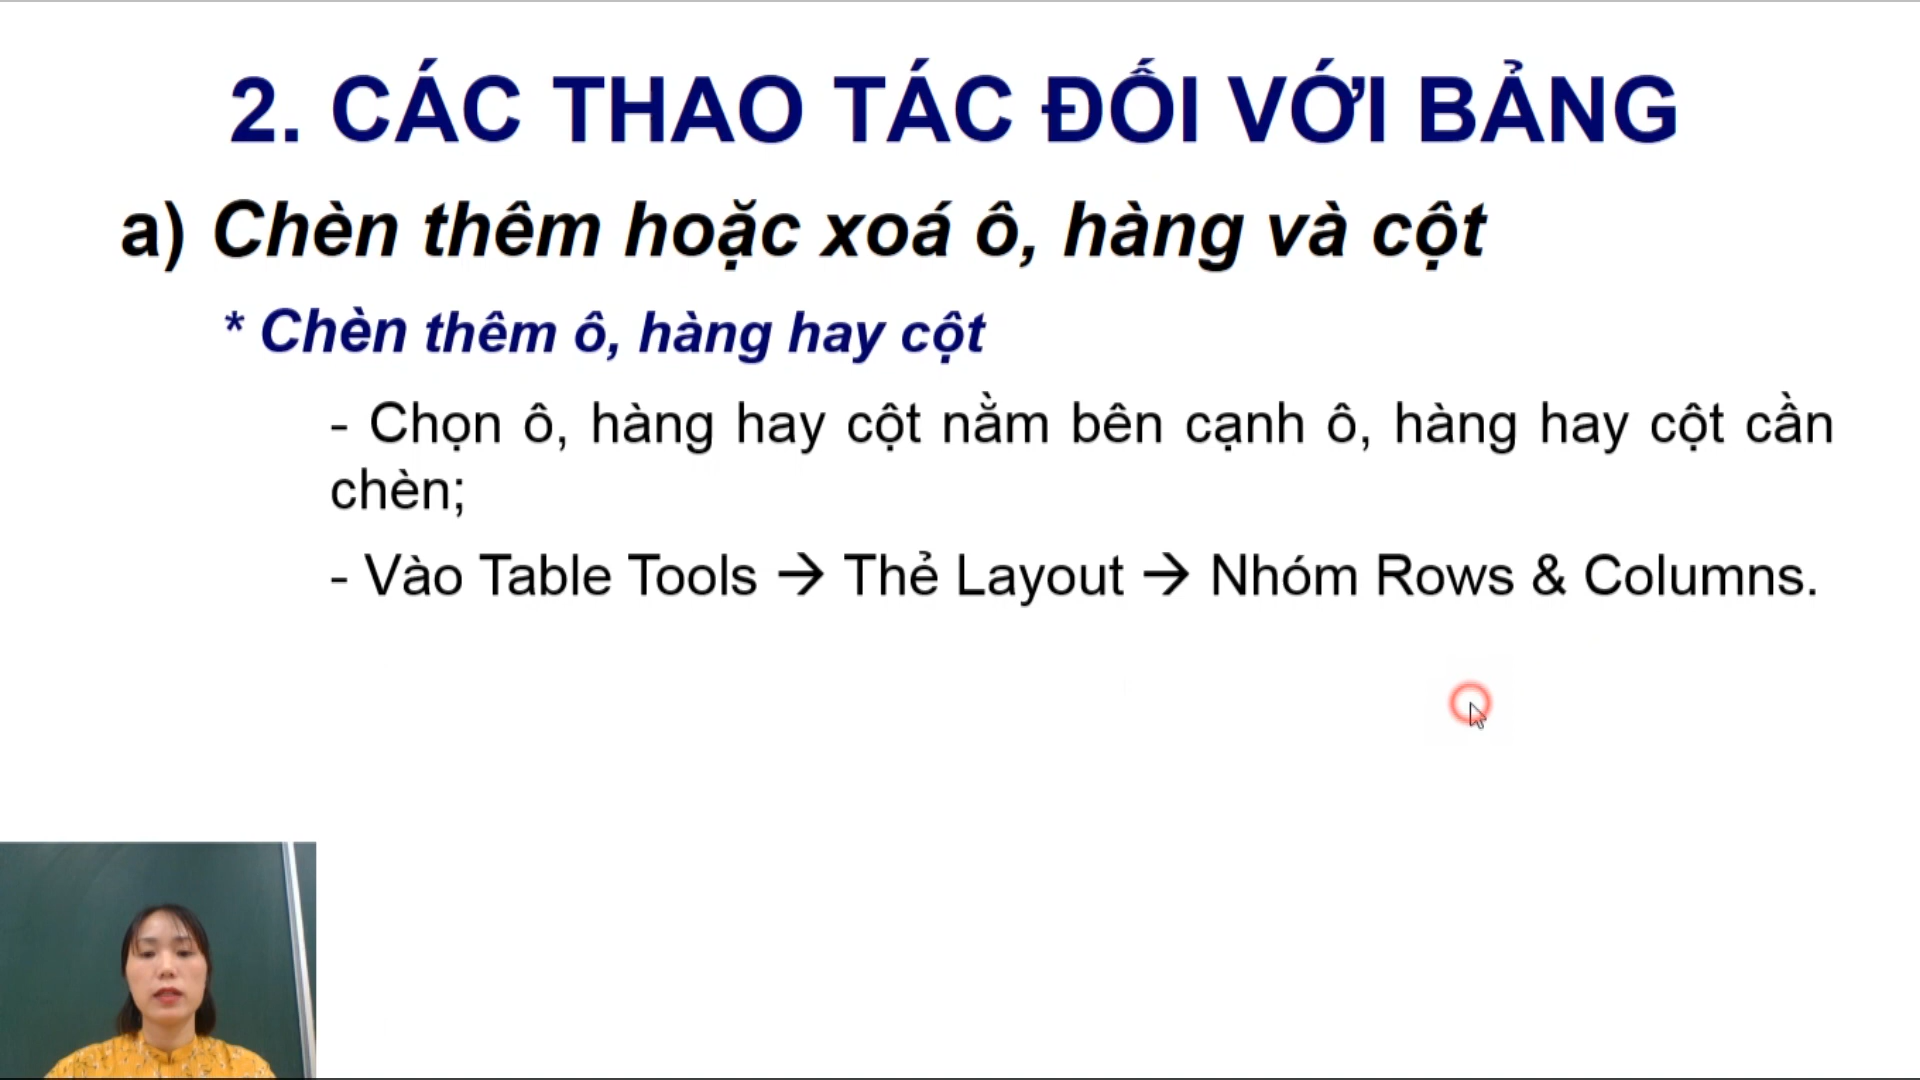 2. CÁC THAO TÁC ĐỐI VỚI BẢNG
a) Chèn thêm hoặc xoá ô, hàng và cột
* Chèn thêm ô, hàng hay cột
- Chọn ô, hàng hay cột nằm bên cạnh ô, hàng hay cột cần
chèn;
- Vào Table Tools → Thẻ Layout → Nhóm Rows & Columns.